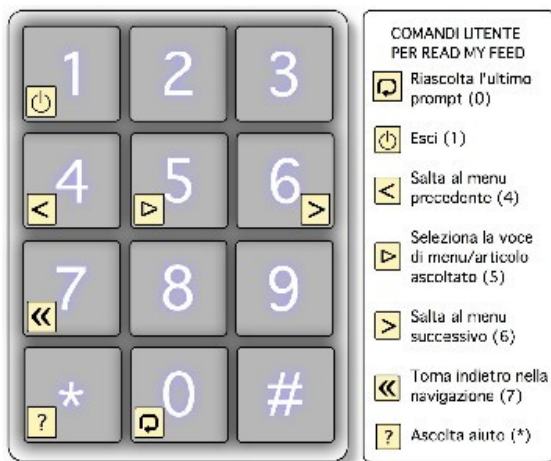 1 2 3
4 5 6
< >
7 8 9
«
* 0 #
?
COMANDI UTENTE
PER READ MY FEED
Riascolta l'ultimo
prompt (0)
Esci (1)
< Salta al menu
precedente (4)
Seleziona la voce
di menu/articolo
ascoltato (5)
> Salta al menu
successivo (6)
« Torna indietro nella
navigazione (7)
? Ascolta aiuto (*)